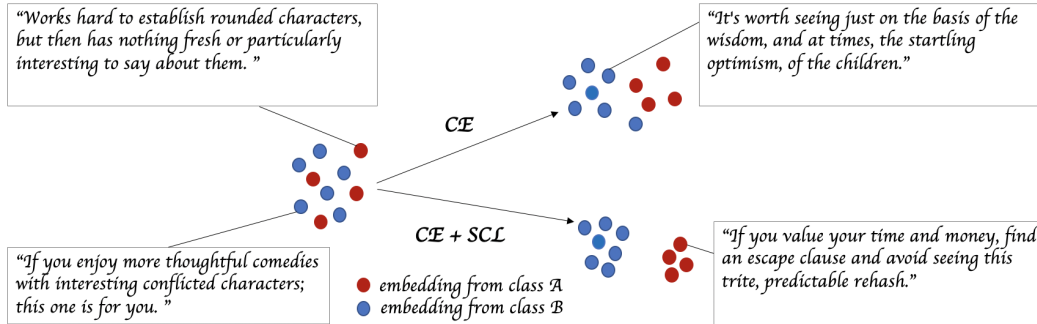 "Works hard to establish rounded characters,
but then has nothing fresh or particularly
interesting to say about them. "
"It's worth seeing just on the basis of the
wisdom, and at times, the startling
optimism, of the children."
CE
CE + SCL
"If you enjoy more thoughtful comedies
with interesting conflicted characters;
this one is for you. "
embedding from class A
embedding from class B
"If you value your time and money, find
an escape clause and avoid seeing this
trite, predictable rehash."